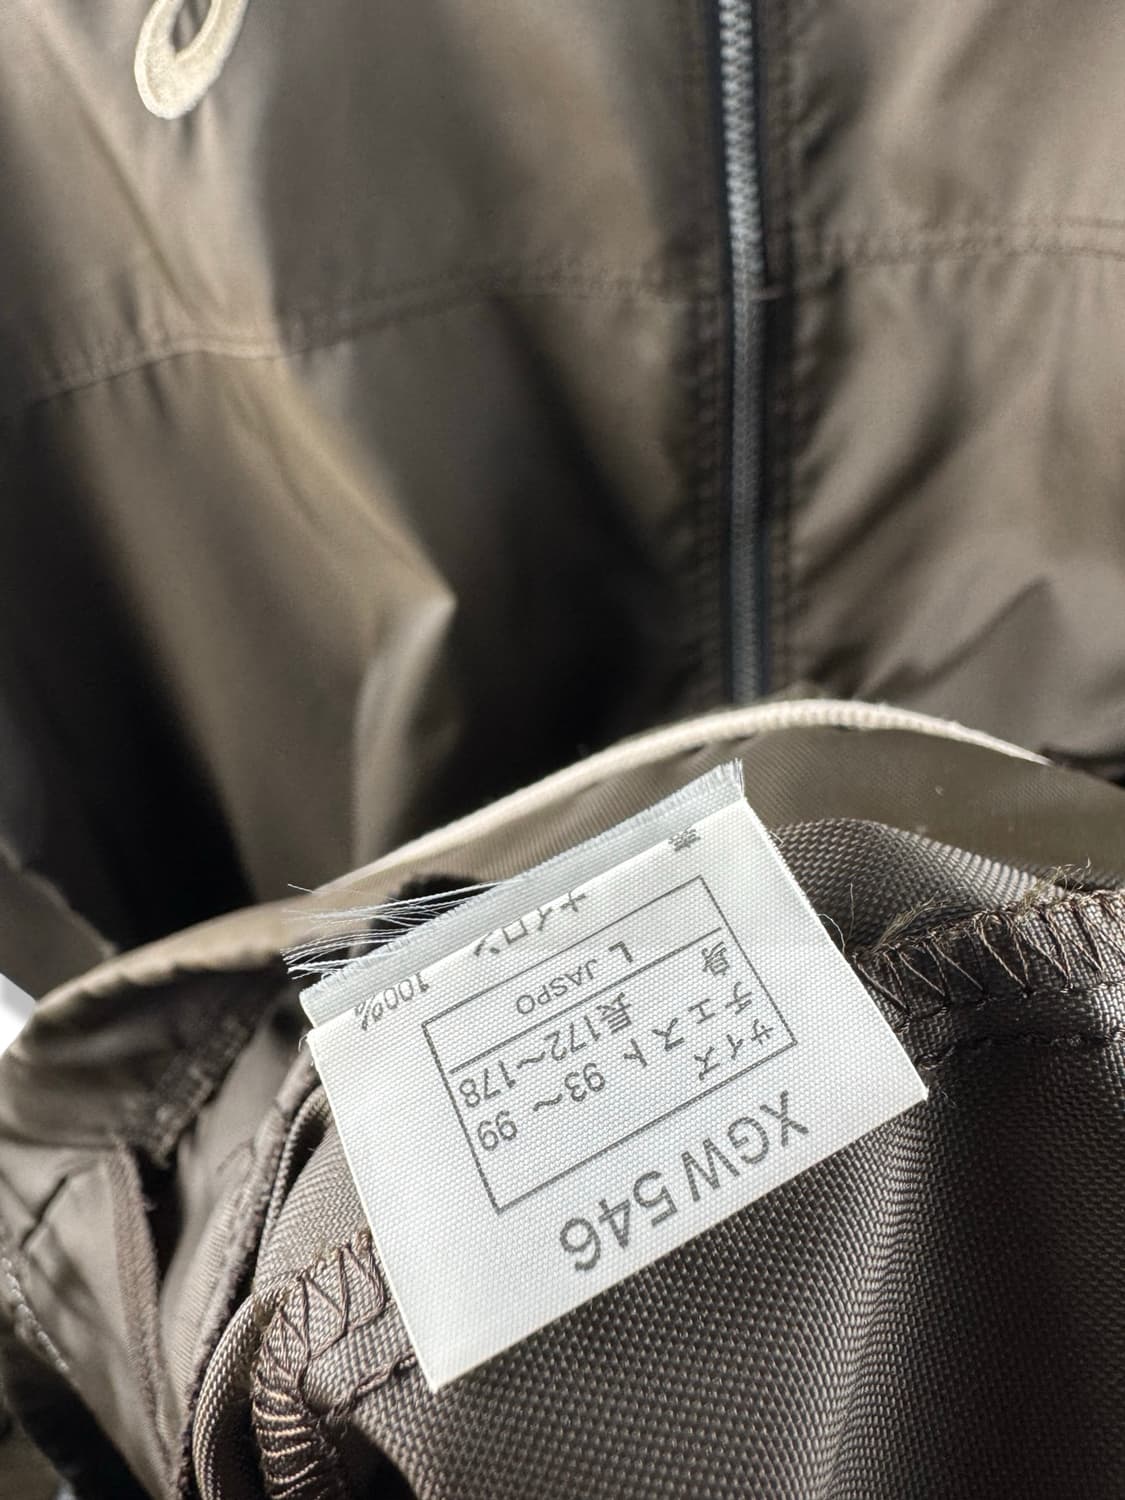 XGW546
サイズ
チェスト 93～99
身長172～178
L JASPO
ナイロン 100%